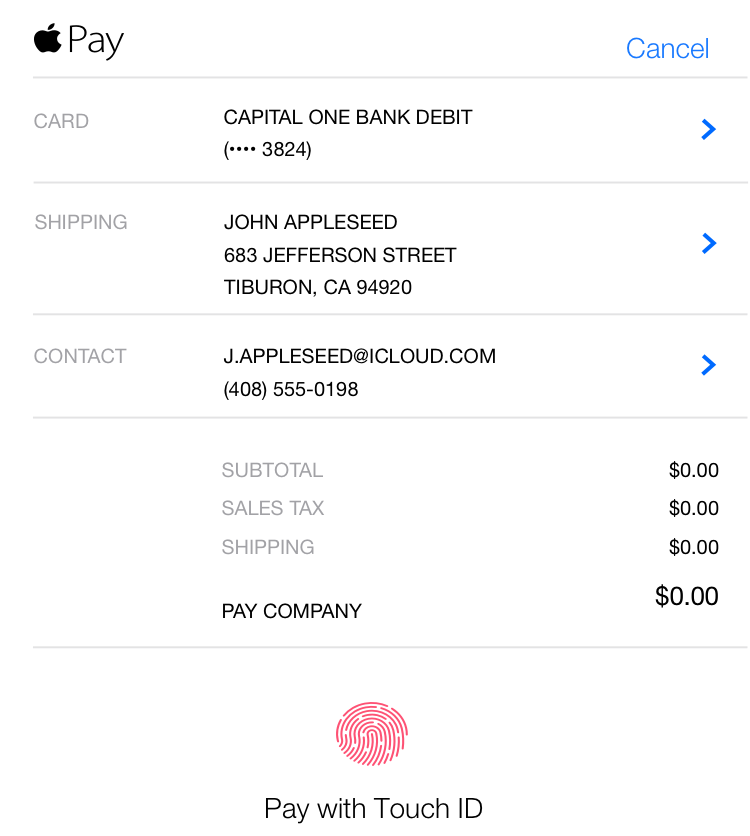 Pay
Cancel
CARD
CAPITAL ONE BANK DEBIT
(•••• 3824)
SHIPPING
JOHN APPLESEED
683 JEFFERSON STREET
TIBURON, CA 94920
CONTACT
J.APPLESEED@ICLOUD.COM
(408) 555-0198
SUBTOTAL $0.00
SALES TAX $0.00
SHIPPING $0.00
PAY COMPANY $0.00
Pay with Touch ID